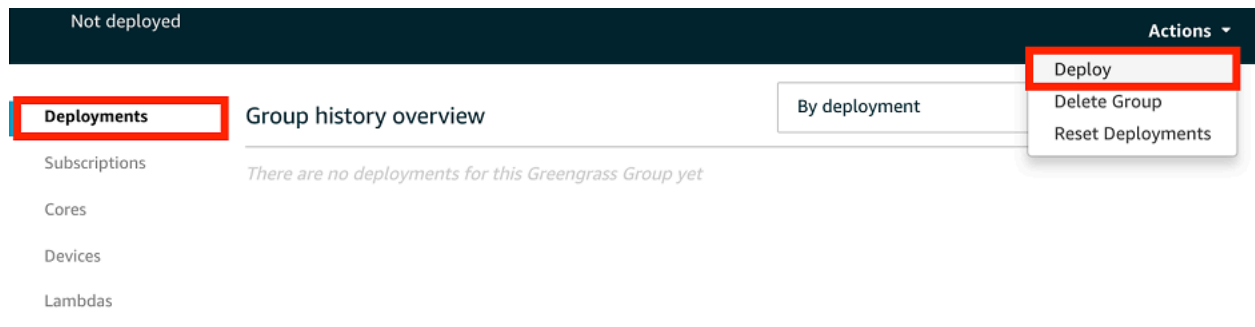 Not deployed
Actions
Deploy
Delete Group
Reset Deployments
Deployments
Subscriptions
Cores
Devices
Lambdas
Group history overview
By deployment
There are no deployments for this Greengrass Group yet